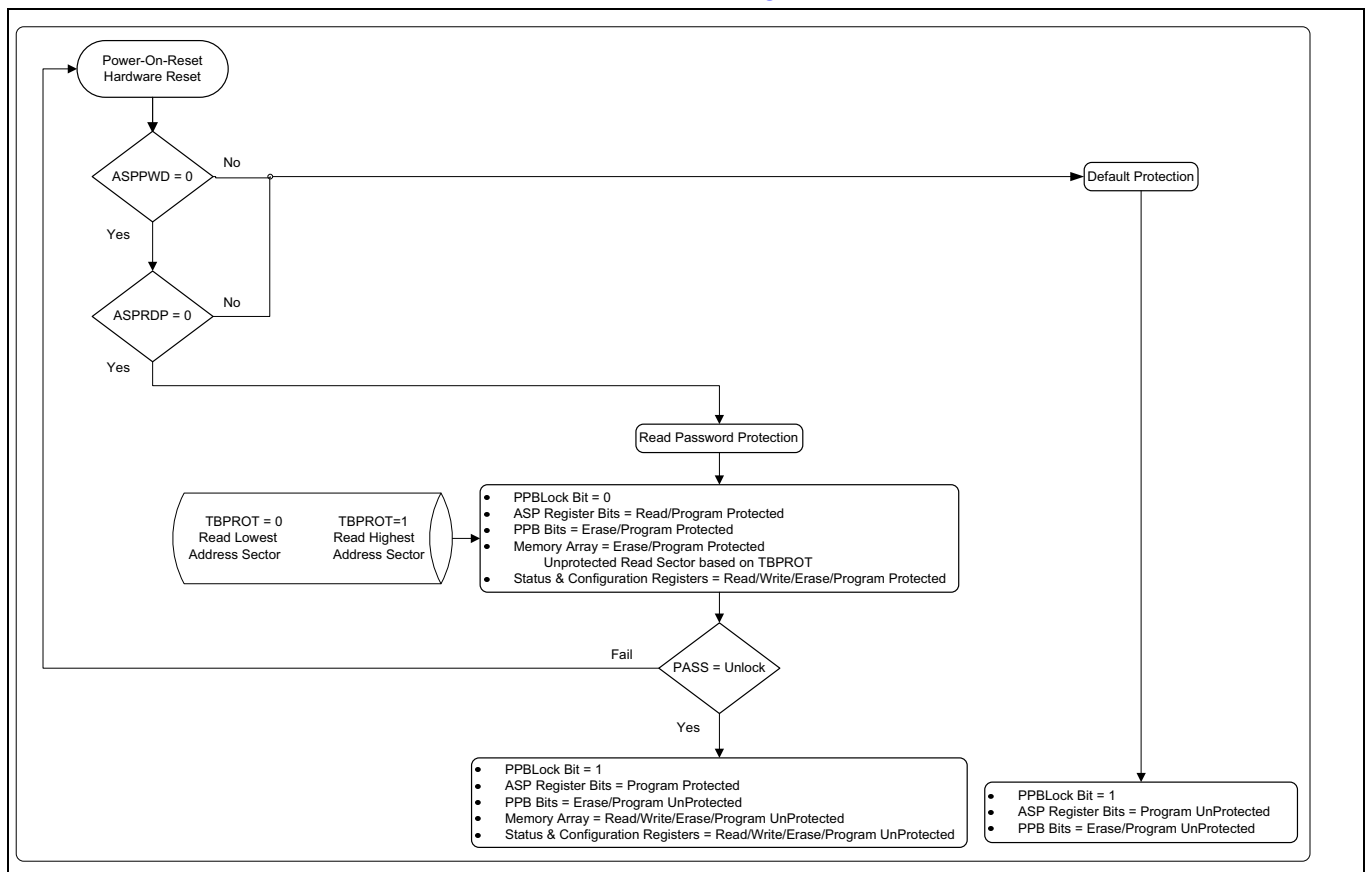 Power-On-Reset
Hardware Reset
No
ASPPWD = 0
Default Protection
Yes
No
ASPRDP = 0
Yes
Read Password Protection
TBPROT = 0
Read Lowest
Address Sector
TBPROT=1
Read Highest
Address Sector
• PPBLock Bit = 0
• ASP Register Bits = Read/Program Protected
• PPB Bits = Erase/Program Protected
• Memory Array = Erase/Program Protected
Unprotected Read Sector based on TBPROT
• Status & Configuration Registers = Read/Write/Erase/Program Protected
Fail
PASS = Unlock
Yes
• PPBLock Bit = 1
• ASP Register Bits = Program Protected
• PPB Bits = Erase/Program UnProtected
• Memory Array = Read/Write/Erase/Program UnProtected
• Status & Configuration Registers = Read/Write/Erase/Program UnProtected
• PPBLock Bit = 1
• ASP Register Bits = Program UnProtected
• PPB Bits = Erase/Program UnProtected